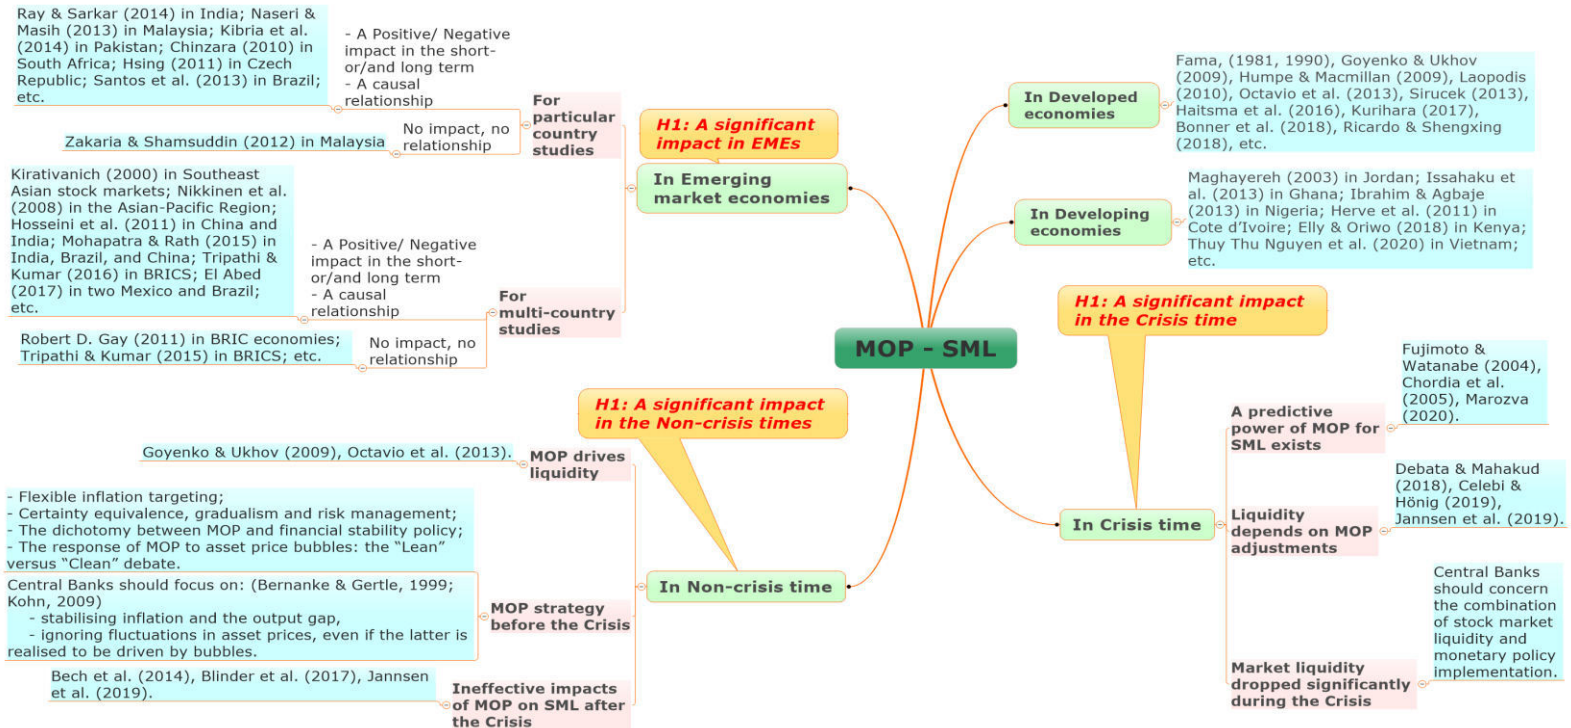 MOP - SML
In Emerging
market economies
H1: A significant
impact in EMEs
For
particular
country
studies
- A Positive/ Negative
impact in the short-
or/and long term
- A causal
relationship
Ray & Sarkar (2014) in India; Naseri &
Masih (2013) in Malaysia; Kibria et al.
(2014) in Pakistan; Chinzara (2010) in
South Africa; Hsing (2011) in Czech
Republic; Santos et al. (2013) in Brazil;
etc.
No impact, no
relationship
Zakaria & Shamsuddin (2012) in Malaysia
For
multi-country
studies
- A Positive/ Negative
impact in the short-
or/and long term
- A causal
relationship
Kirativanich (2000) in Southeast
Asian stock markets; Nikkinen et al.
(2008) in the Asian-Pacific Region;
Hosseini et al. (2011) in China and
India; Mohapatra & Rath (2015) in
India, Brazil, and China; Tripathi &
Kumar (2016) in BRICS; El Abed
(2017) in two Mexico and Brazil;
etc.
No impact, no
relationship
Robert D. Gay (2011) in BRIC economies;
Tripathi & Kumar (2015) in BRICS; etc.
In Developed
economies
Fama, (1981, 1990), Goyenko & Ukhov
(2009), Humpe & Macmillan (2009), Laopodis
(2010), Octavio et al. (2013), Sirucek (2013),
Haitsma et al. (2016), Kurihara (2017),
Bonner et al. (2018), Ricardo & Shengxing
(2018), etc.
In Developing
economies
Maghayereh (2003) in Jordan; Issahaku et
al. (2013) in Ghana; Ibrahim & Agbaje
(2013) in Nigeria; Herve et al. (2011) in
Cote d'Ivoire; Elly & Oriwo (2018) in Kenya;
Thuy Thu Nguyen et al. (2020) in Vietnam;
etc.
H1: A significant impact
in the Crisis time
In Crisis time
A predictive
power of MOP for
SML exists
Fujimoto &
Watanabe (2004),
Chordia et al.
(2005), Marozva
(2020).
Liquidity
depends on MOP
adjustments
Debata & Mahakud
(2018), Celebi &
Hönig (2019),
Jannsen et al. (2019).
Market liquidity
dropped significantly
during the Crisis
Central Banks
should concern
the combination
of stock market
liquidity and
monetary policy
implementation.
H1: A significant impact
in the Non-crisis times
In Non-crisis time
MOP drives
liquidity
Goyenko & Ukhov (2009), Octavio et al. (2013).
MOP strategy
before the Crisis
- Flexible inflation targeting;
- Certainty equivalence, gradualism and risk management;
- The dichotomy between MOP and financial stability policy;
- The response of MOP to asset price bubbles: the “Lean”
versus “Clean” debate.
Central Banks should focus on: (Bernanke & Gertle, 1999;
Kohn, 2009)
- stabilising inflation and the output gap,
- ignoring fluctuations in asset prices, even if the latter is
realised to be driven by bubbles.
Ineffective impacts
of MOP on SML after
the Crisis
Bech et al. (2014), Blinder et al. (2017), Jannsen
et al. (2019).